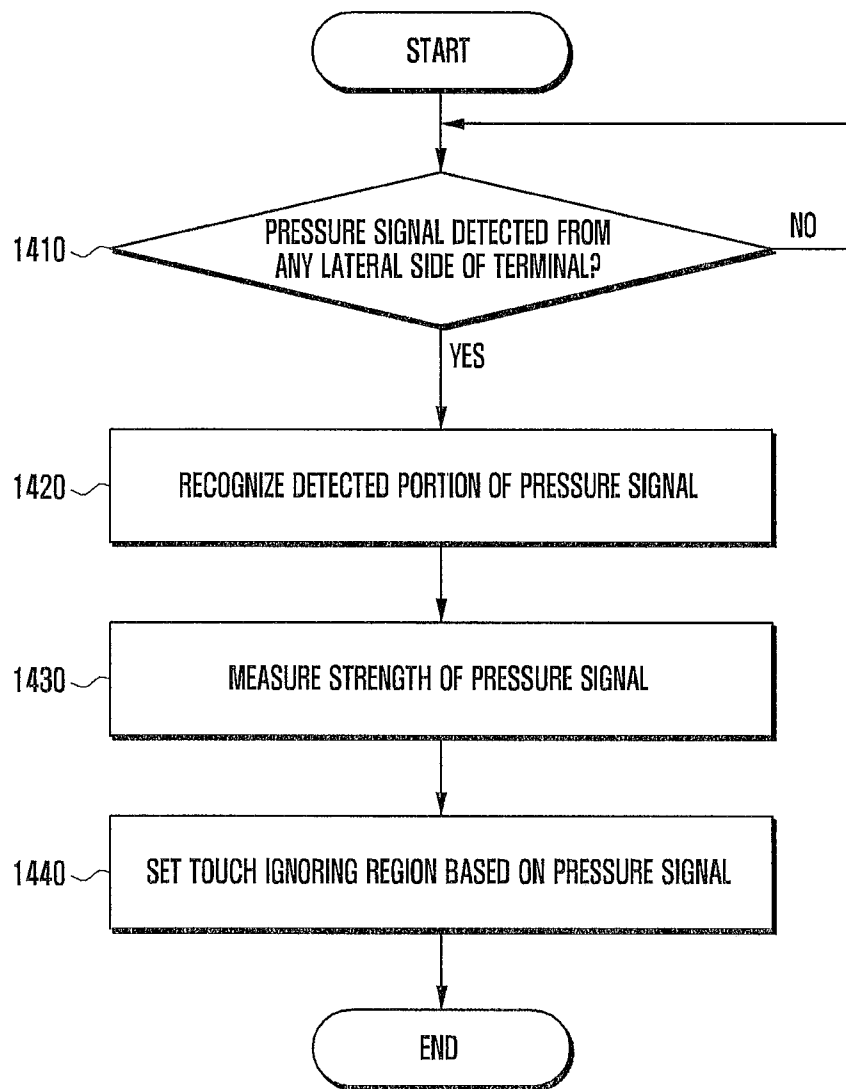 START
PRESSURE SIGNAL DETECTED FROM
ANY LATERAL SIDE OF TERMINAL?
NO
1410
YES
1420
RECOGNIZE DETECTED PORTION OF PRESSURE SIGNAL
1430
MEASURE STRENGTH OF PRESSURE SIGNAL
1440
SET TOUCH IGNORING REGION BASED ON PRESSURE SIGNAL
END